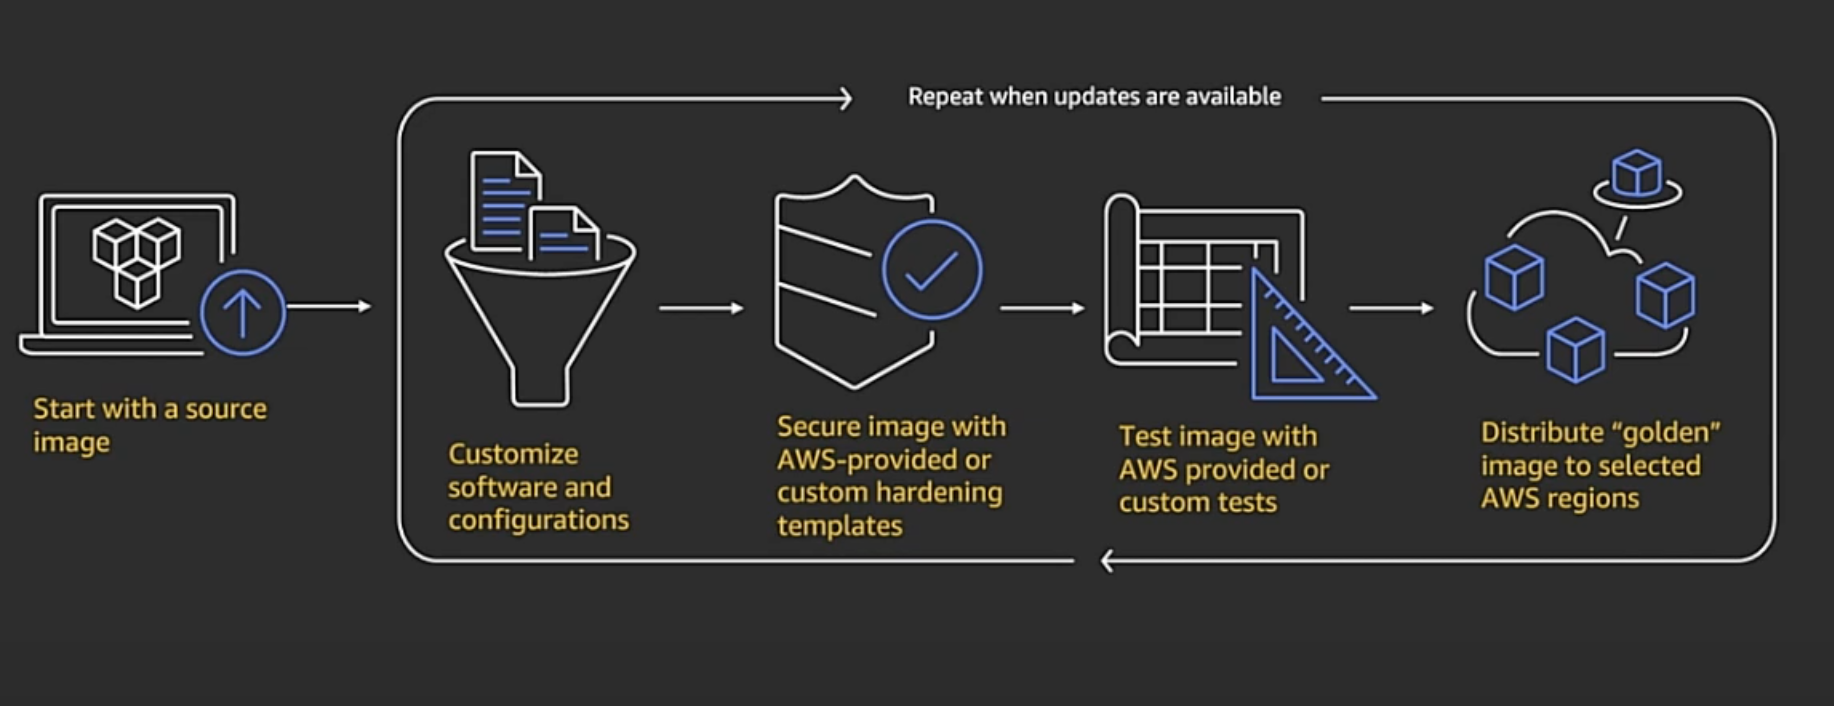 Repeat when updates are available
Start with a source
image
Customize
software and
configurations
Secure image with
AWS-provided or
custom hardening
templates
Test image with
AWS provided or
custom tests
Distribute “golden”
image to selected
AWS regions